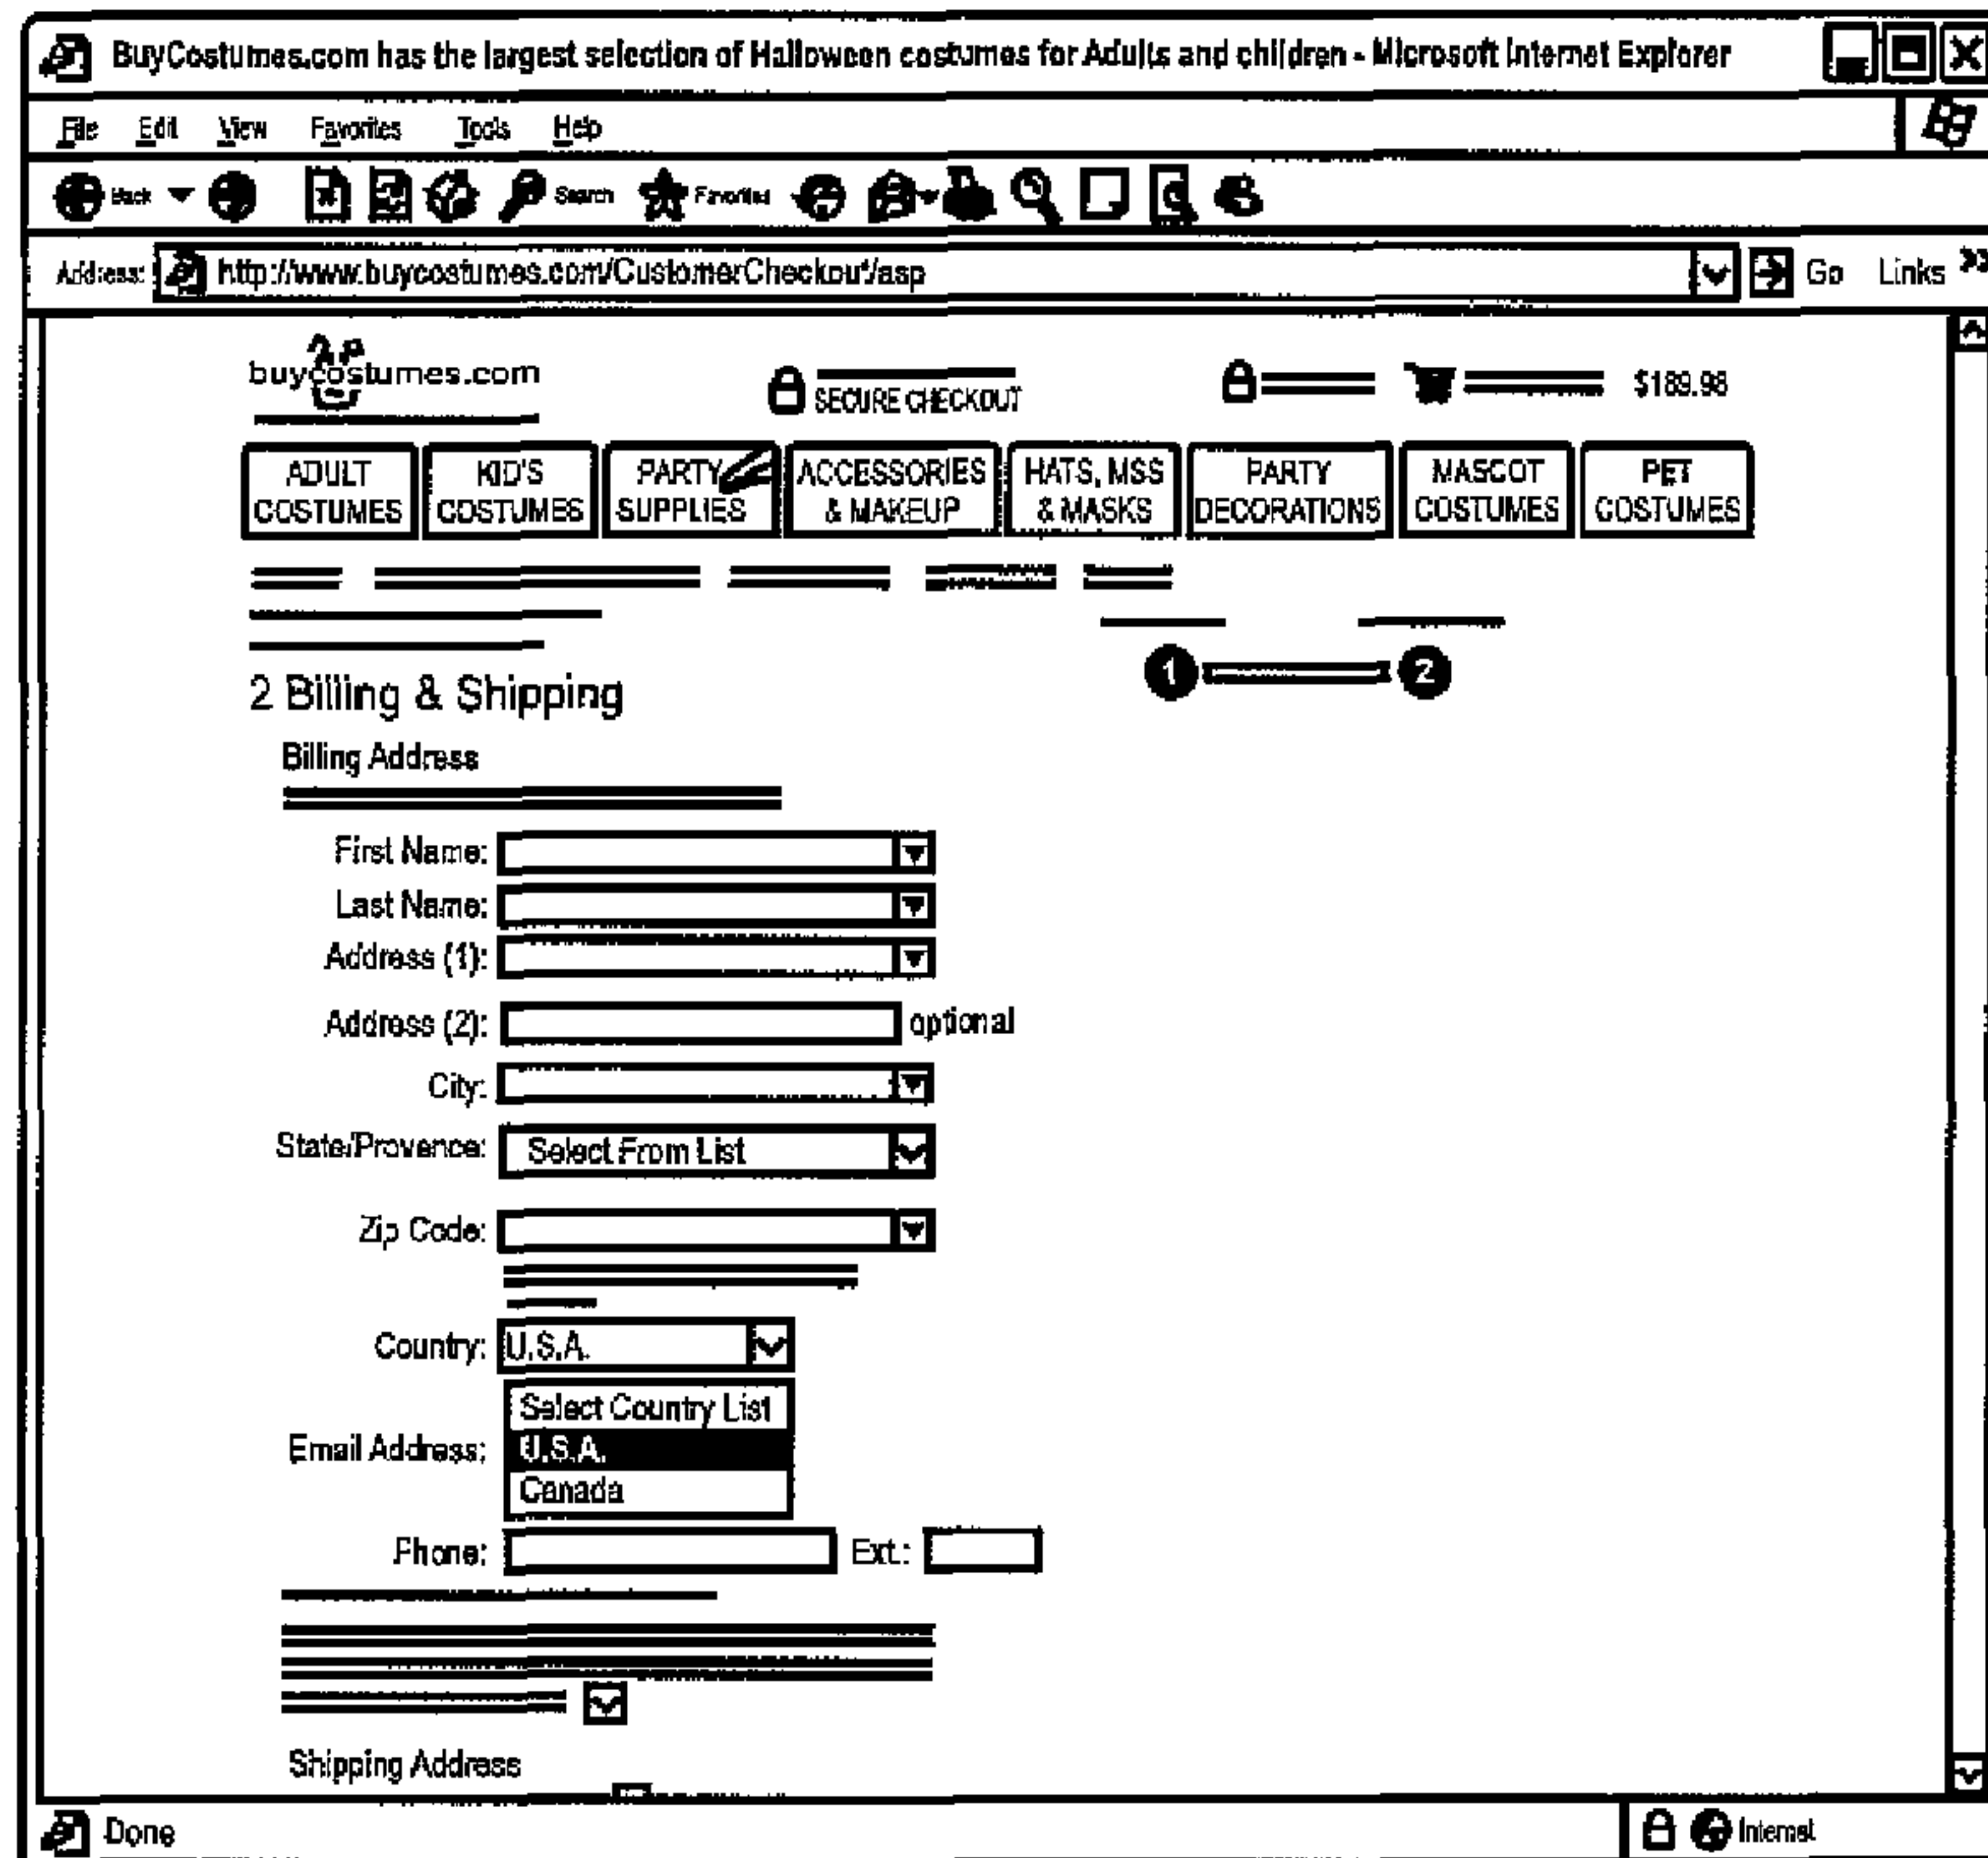 BuyCostumes.com has the largest selection of Halloween costumes for Adults and children - Microsoft Internet Explorer
File Edit View Favorites Tools Help
Back Search Favorites
Address: http://www.buycostumes.com/CustomerCheckout/asp Go Links
buycostumes.com SECURE CHECKOUT $189.98
ADULT COSTUMES
KID'S COSTUMES
PARTY SUPPLIES
ACCESSORIES & MAKEUP
HATS, MSS & MASKS
PARTY DECORATIONS
MASCOT COSTUMES
PET COSTUMES
1 2
2 Billing & Shipping
Billing Address
First Name:
Last Name:
Address (1):
Address (2): optional
City:
State/Provence: Select From List
Zip Code:
Country: U.S.A.
Select Country List
Email Address: U.S.A.
Canada
Phone: Ext.:
Shipping Address
Done Internet